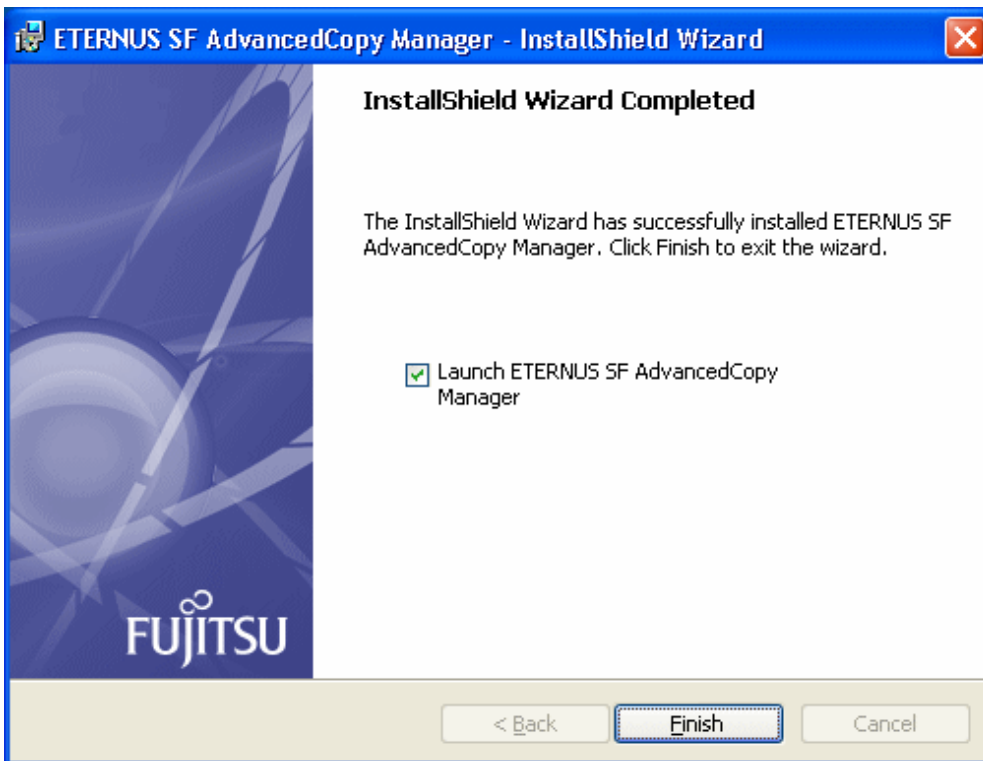 ETERNUS SF AdvancedCopy Manager - InstallShield Wizard
InstallShield Wizard Completed
The InstallShield Wizard has successfully installed ETERNUS SF
AdvancedCopy Manager. Click Finish to exit the wizard.
Launch ETERNUS SF AdvancedCopy
Manager
FUJITSU
< Back
Finish
Cancel